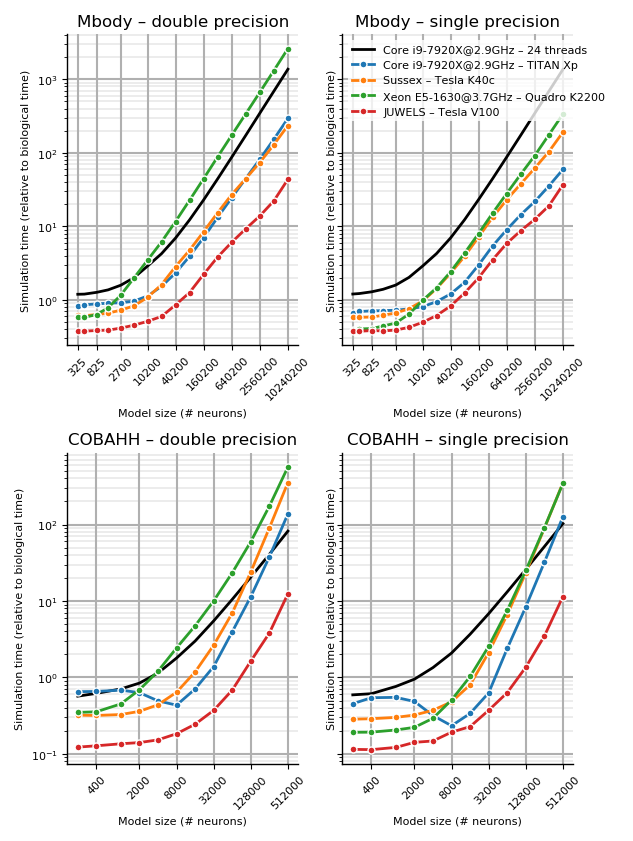 Mbody – double precision
Simulation time (relative to biological time)
10³
10²
10¹
10⁰
325
825
2700
10200
40200
160200
640200
2560200
10240200
Model size (# neurons)
Mbody – single precision
Core i9-7920X@2.9GHz – 24 threads
Core i9-7920X@2.9GHz – TITAN Xp
Sussex – Tesla K40c
Xeon E5-1630@3.7GHz – Quadro K2200
JUWELS – Tesla V100
Simulation time (relative to biological time)
325
825
2700
10200
40200
160200
640200
2560200
10240200
Model size (# neurons)
COBAHH – double precision
Simulation time (relative to biological time)
10²
10¹
10⁰
10⁻¹
400
2000
8000
32000
128000
512000
Model size (# neurons)
COBAHH – single precision
Simulation time (relative to biological time)
400
2000
8000
32000
128000
512000
Model size (# neurons)